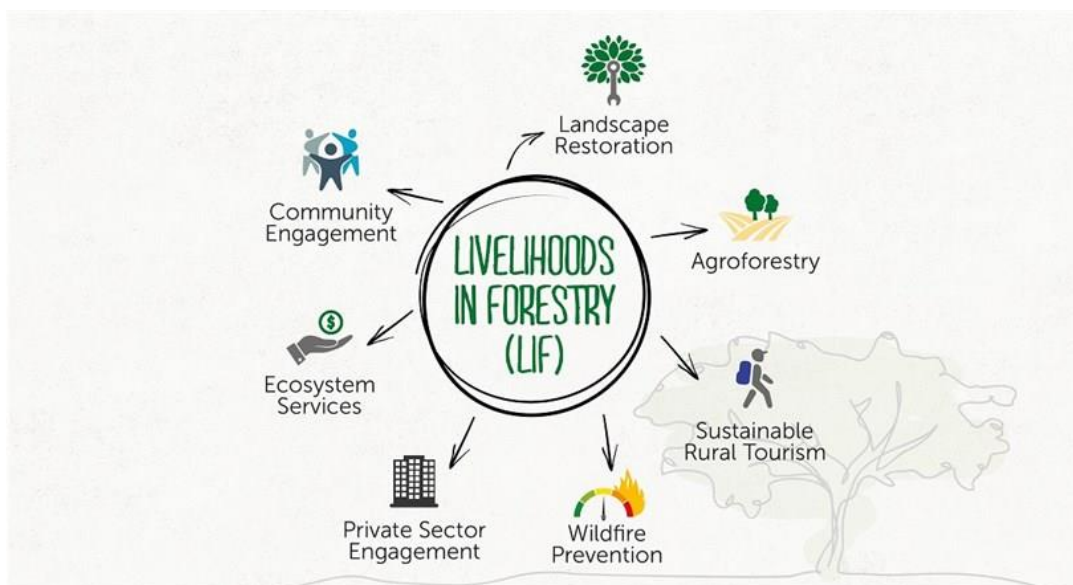 Landscape
Restoration
Community
Engagement
LIVELIHOODS
IN FORESTRY
(LIF)
Agroforestry
$
Ecosystem
Services
Sustainable
Rural Tourism
Private Sector
Engagement
Wildfire
Prevention